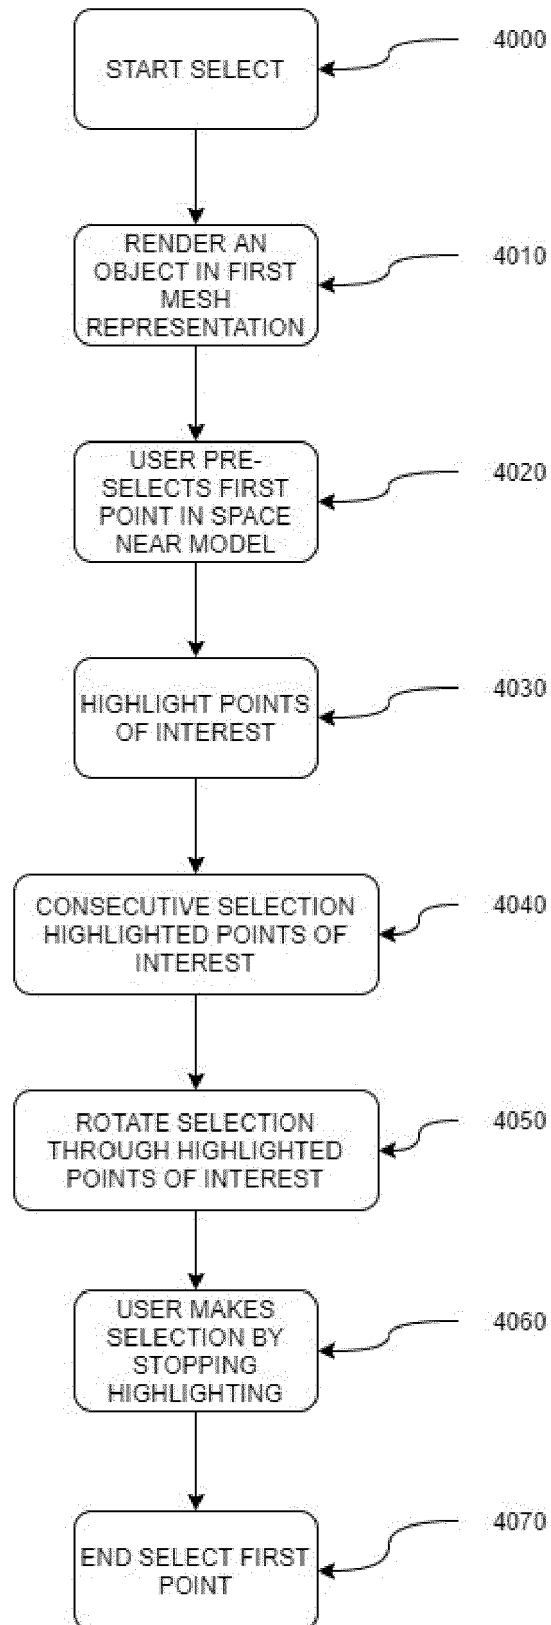 START SELECT
4000
RENDER AN
OBJECT IN FIRST
MESH
REPRESENTATION
4010
USER PRE-
SELECTS FIRST
POINT IN SPACE
NEAR MODEL
4020
HIGHLIGHT POINTS
OF INTEREST
4030
CONSECUTIVE SELECTION
HIGHLIGHTED POINTS OF
INTEREST
4040
ROTATE SELECTION
THROUGH HIGHLIGHTED
POINTS OF INTEREST
4050
USER MAKES
SELECTION BY
STOPPING
HIGHLIGHTING
4060
END SELECT FIRST
POINT
4070